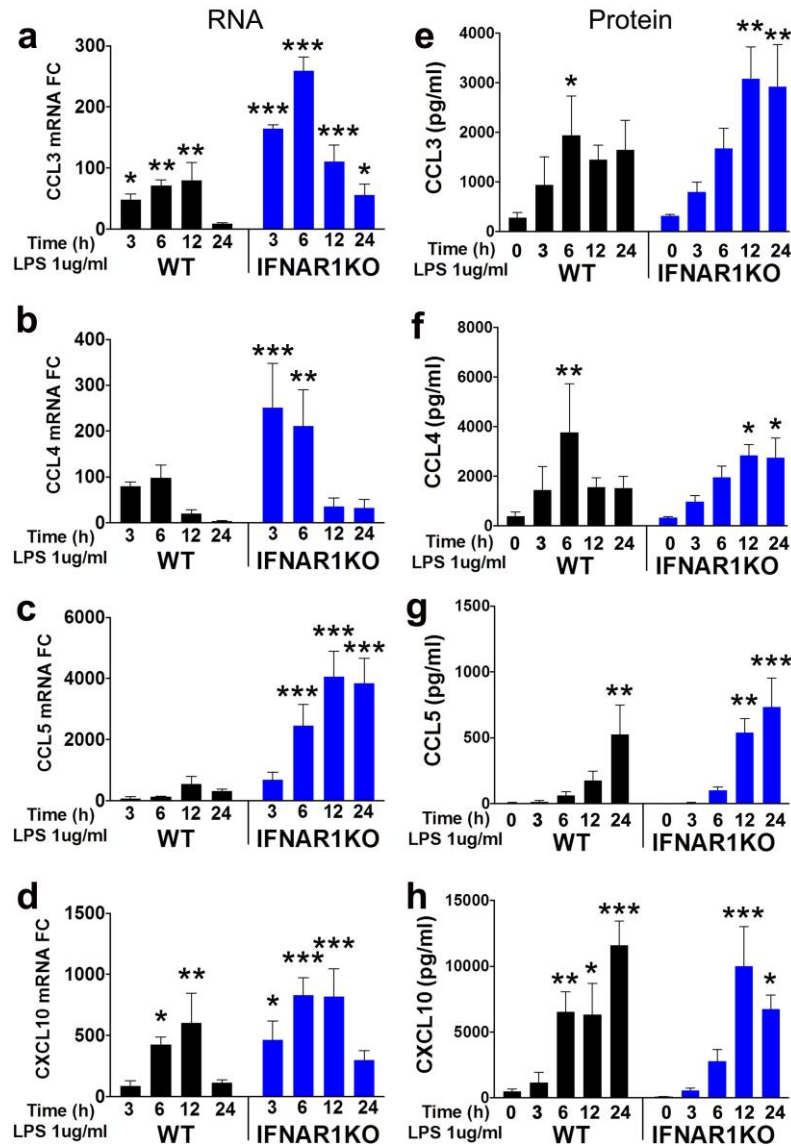 RNA
Protein
a
CCL3 mRNA FC
300
200
100
0
* ** ** *** *** *** *
Time (h) 3 6 12 24 3 6 12 24
LPS 1ug/ml WT IFNAR1KO
e
CCL3 (pg/ml)
4000
3000
2000
1000
0
* ** **
Time (h) 0 3 6 12 24 0 3 6 12 24
LPS 1ug/ml WT IFNAR1KO
b
CCL4 mRNA FC
400
300
200
100
0
*** **
Time (h) 3 6 12 24 3 6 12 24
LPS 1ug/ml WT IFNAR1KO
f
CCL4 (pg/ml)
8000
6000
4000
2000
0
** * *
Time (h) 0 3 6 12 24 0 3 6 12 24
LPS 1ug/ml WT IFNAR1KO
c
CCL5 mRNA FC
6000
4000
2000
0
*** *** ***
Time (h) 3 6 12 24 3 6 12 24
LPS 1ug/ml WT IFNAR1KO
g
CCL5 (pg/ml)
1500
1000
500
0
** ** ***
Time (h) 0 3 6 12 24 0 3 6 12 24
LPS 1ug/ml WT IFNAR1KO
d
CXCL10 mRNA FC
1500
1000
500
0
* ** * *** ***
Time (h) 3 6 12 24 3 6 12 24
LPS 1ug/ml WT IFNAR1KO
h
CXCL10 (pg/ml)
15000
10000
5000
0
** * *** *** *
Time (h) 0 3 6 12 24 0 3 6 12 24
LPS 1ug/ml WT IFNAR1KO